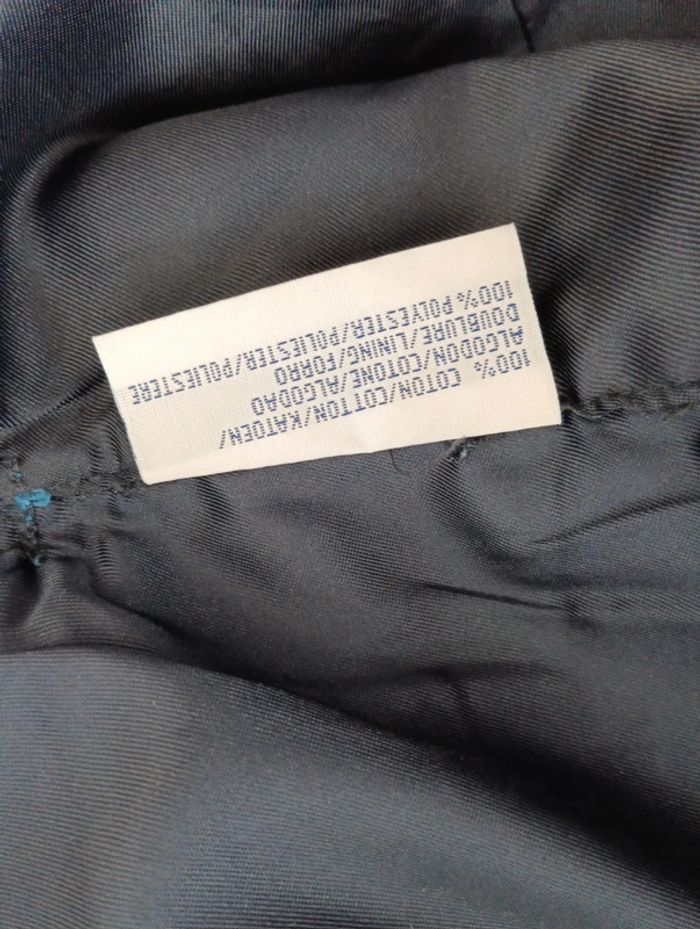 100% COTON/COTTON/KATOEN/
ALGODON/COTONE/ALGODAO
DOUBLURE/LINING/FORRO
100% POLYESTER/POLIESTER/POLIESTERE